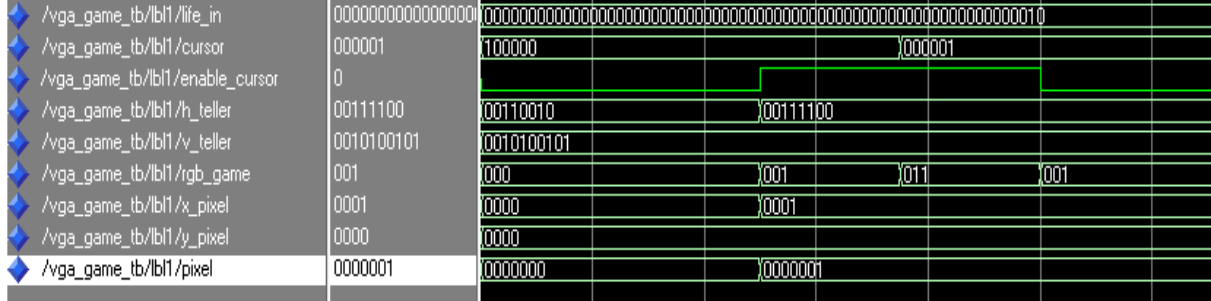 /vga_game_tb/lbl1/life_in
/vga_game_tb/lbl1/cursor 000001 100000 000001
/vga_game_tb/lbl1/enable_cursor 0
/vga_game_tb/lbl1/h_teller 00111100 00110010 00111100
/vga_game_tb/lbl1/v_teller 0010100101 0010100101
/vga_game_tb/lbl1/rgb_game 001 000 001 011 001
/vga_game_tb/lbl1/x_pixel 0001 0000 0001
/vga_game_tb/lbl1/y_pixel 0000 0000
/vga_game_tb/lbl1/pixel 0000001 0000000 0000001